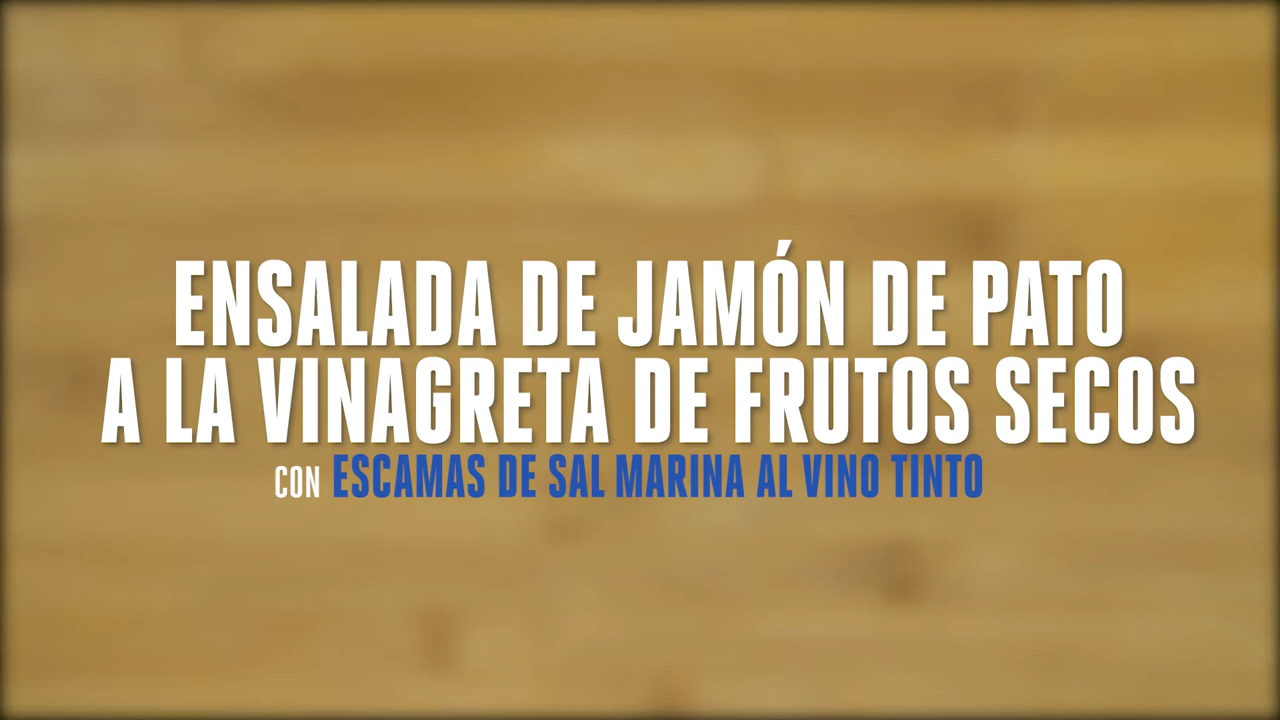 ENSALADA DE JAMÓN DE PATO
A LA VINAGRETA DE FRUTOS SECOS
CON ESCAMAS DE SAL MARINA AL VINO TINTO